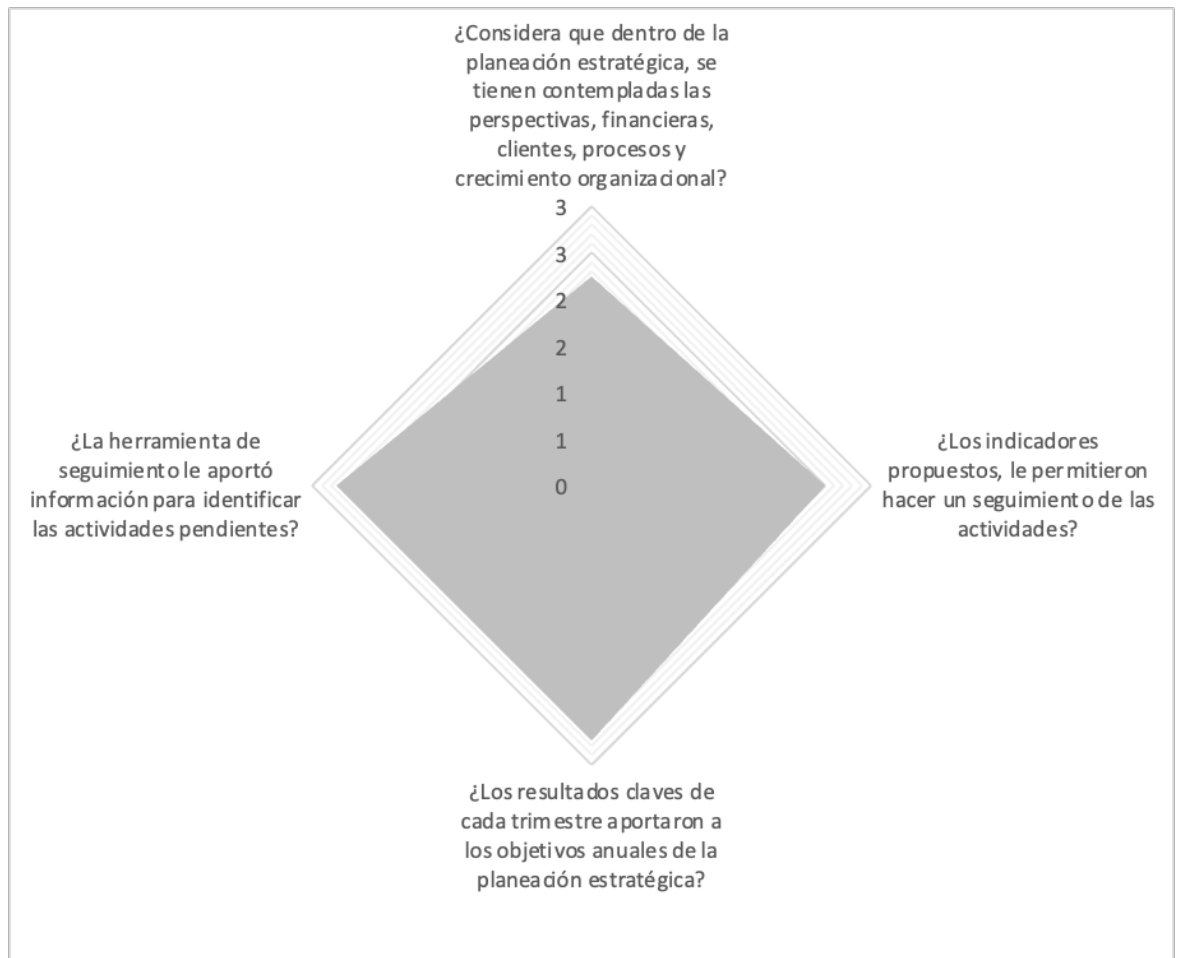 ¿Considera que dentro de la
planeación estratégica, se
tienen contempladas las
perspectivas, financieras,
clientes, procesos y
crecimiento organizacional?
3
3
2
2
1
1
0
¿Los indicadores
propuestos, le permitieron
hacer un seguimiento de las
actividades?
¿Los resultados claves de
cada trimestre aportaron a
los objetivos anuales de la
planeación estratégica?
¿La herramienta de
seguimiento le aportó
información para identificar
las actividades pendientes?